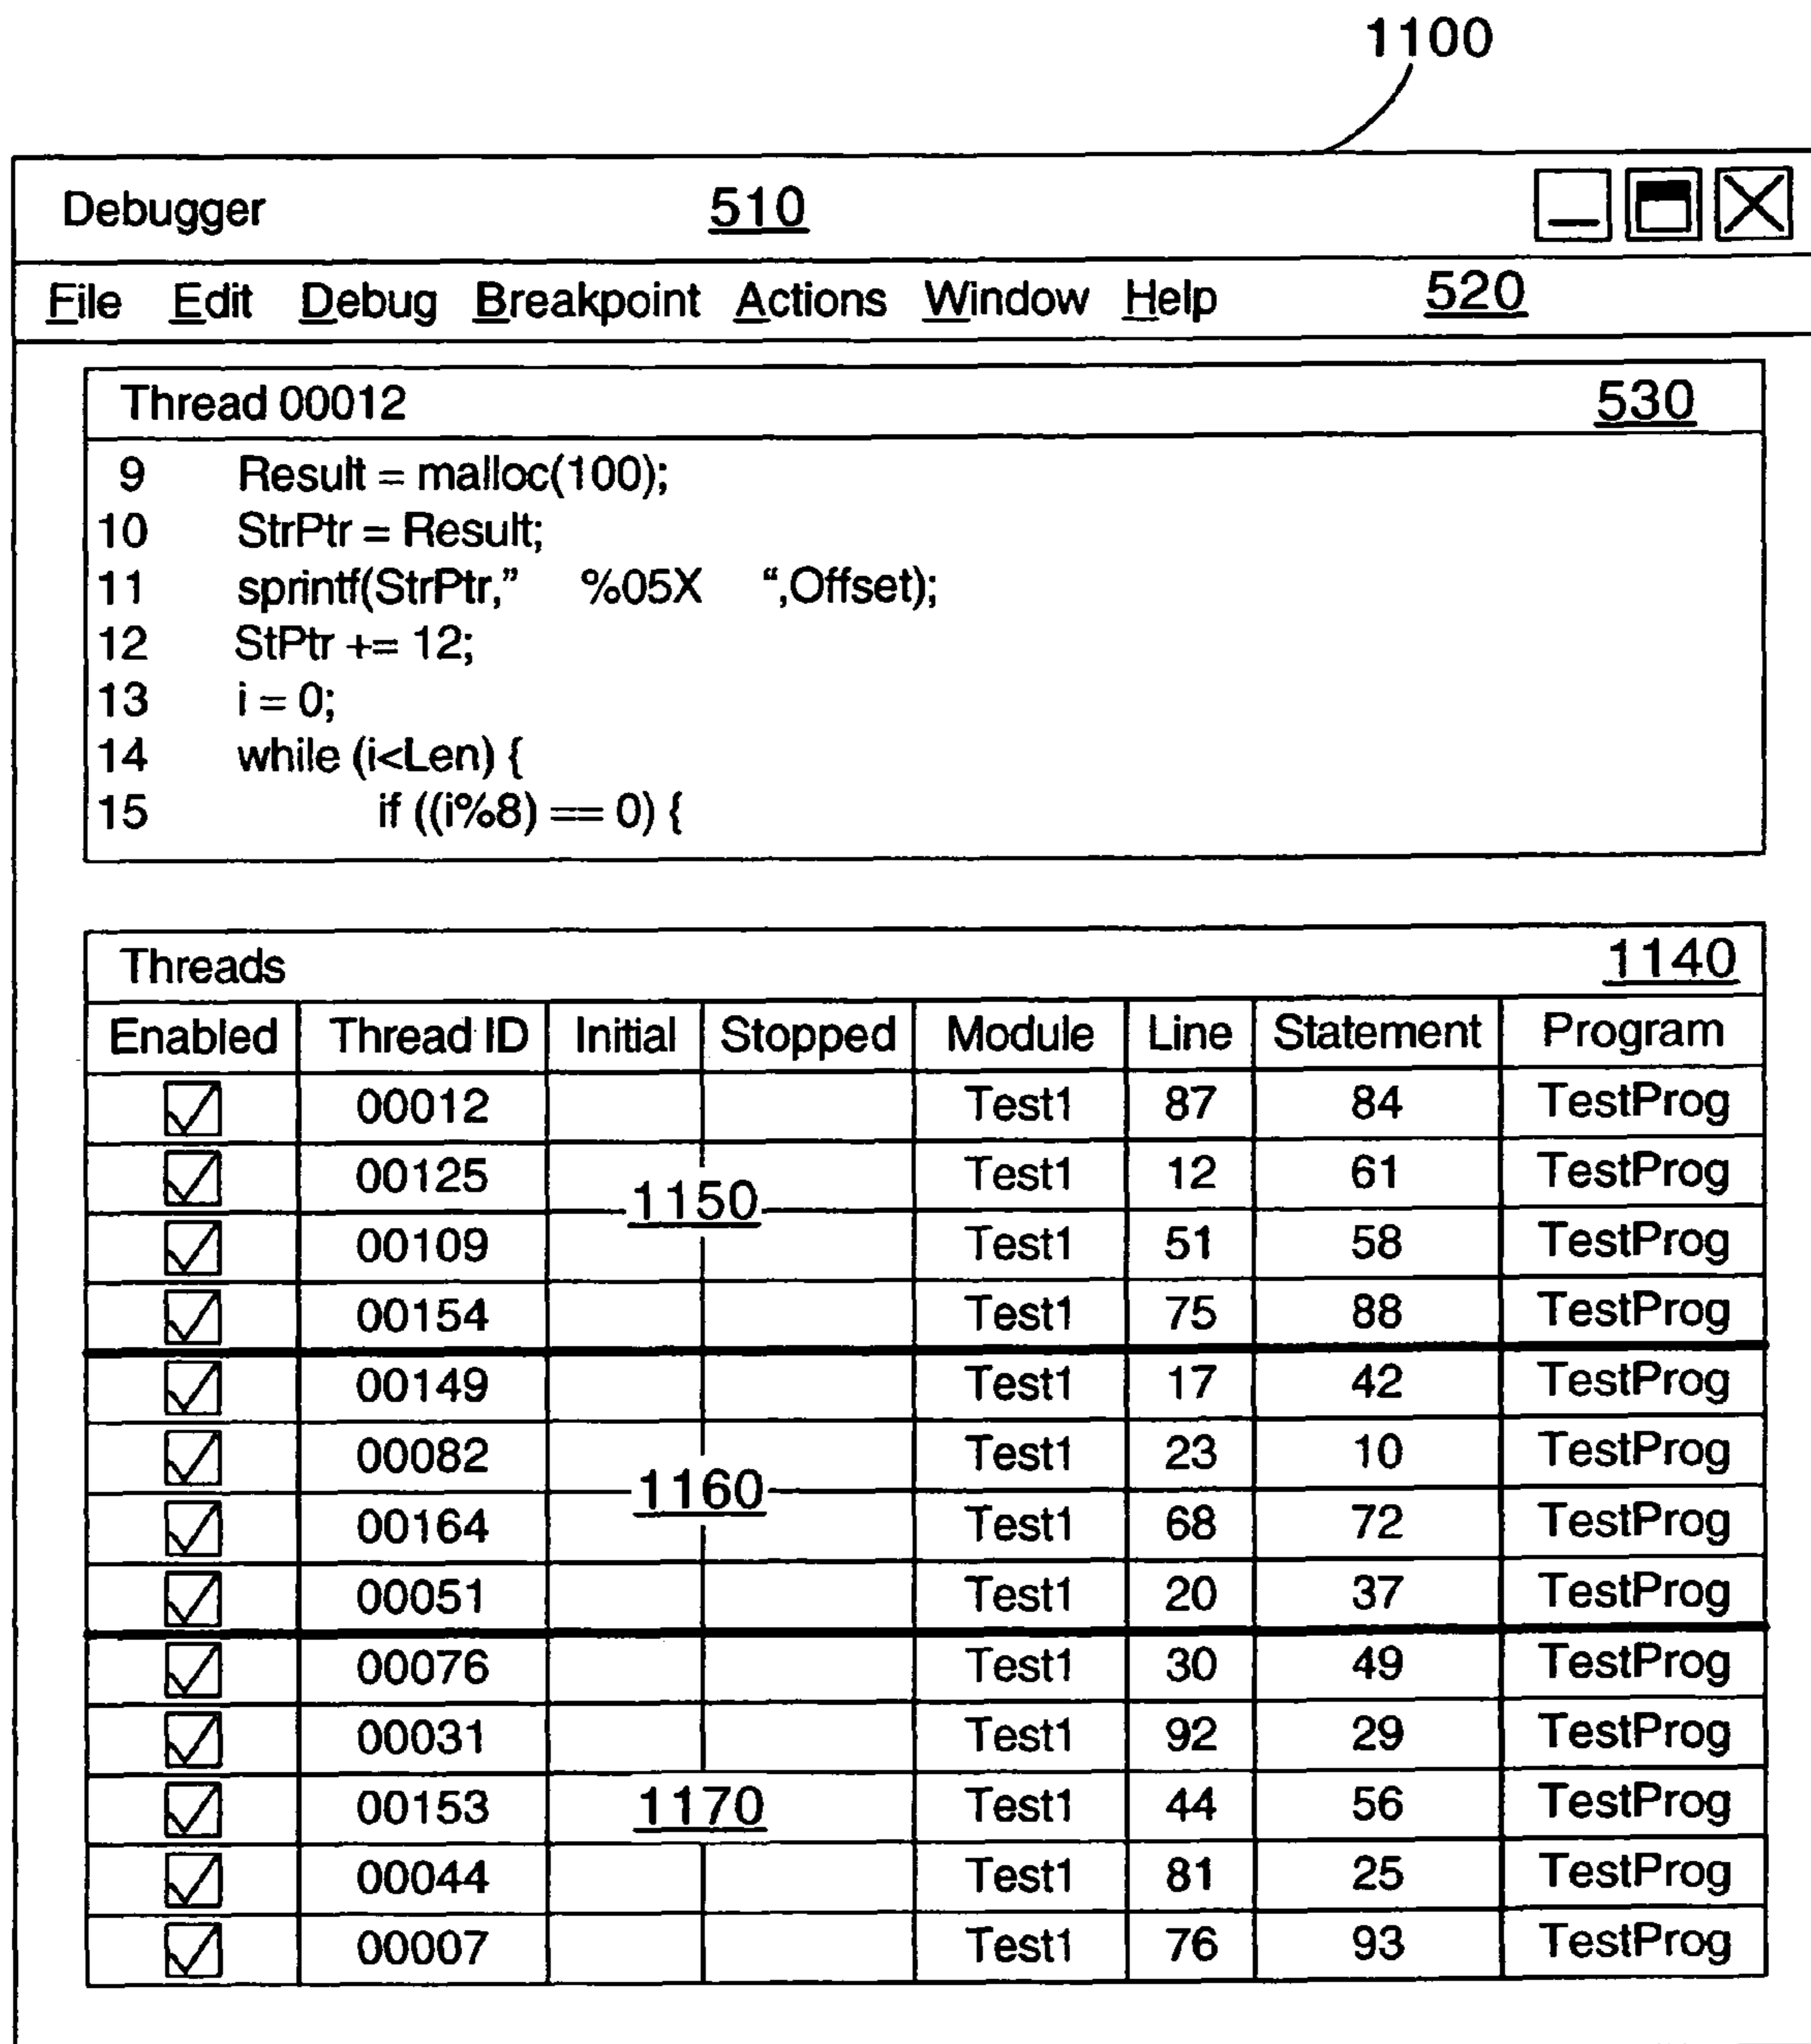 1100
Debugger 510
File Edit Debug Breakpoint Actions Window Help 520
Thread 00012 530
9 Result = malloc(100);
10 StrPtr = Result;
11 sprintf(StrPtr,” %05X “,Offset);
12 StPtr += 12;
13 i = 0;
14 while (i<Len) {
15 if ((i%8) == 0) {
Threads 1140
Enabled Thread ID Initial Stopped Module Line Statement Program
00012 Test1 87 84 TestProg
00125 Test1 12 61 TestProg
1150
00109 Test1 51 58 TestProg
00154 Test1 75 88 TestProg
00149 Test1 17 42 TestProg
00082 Test1 23 10 TestProg
1160
00164 Test1 68 72 TestProg
00051 Test1 20 37 TestProg
00076 Test1 30 49 TestProg
00031 Test1 92 29 TestProg
00153 1170 Test1 44 56 TestProg
00044 Test1 81 25 TestProg
00007 Test1 76 93 TestProg